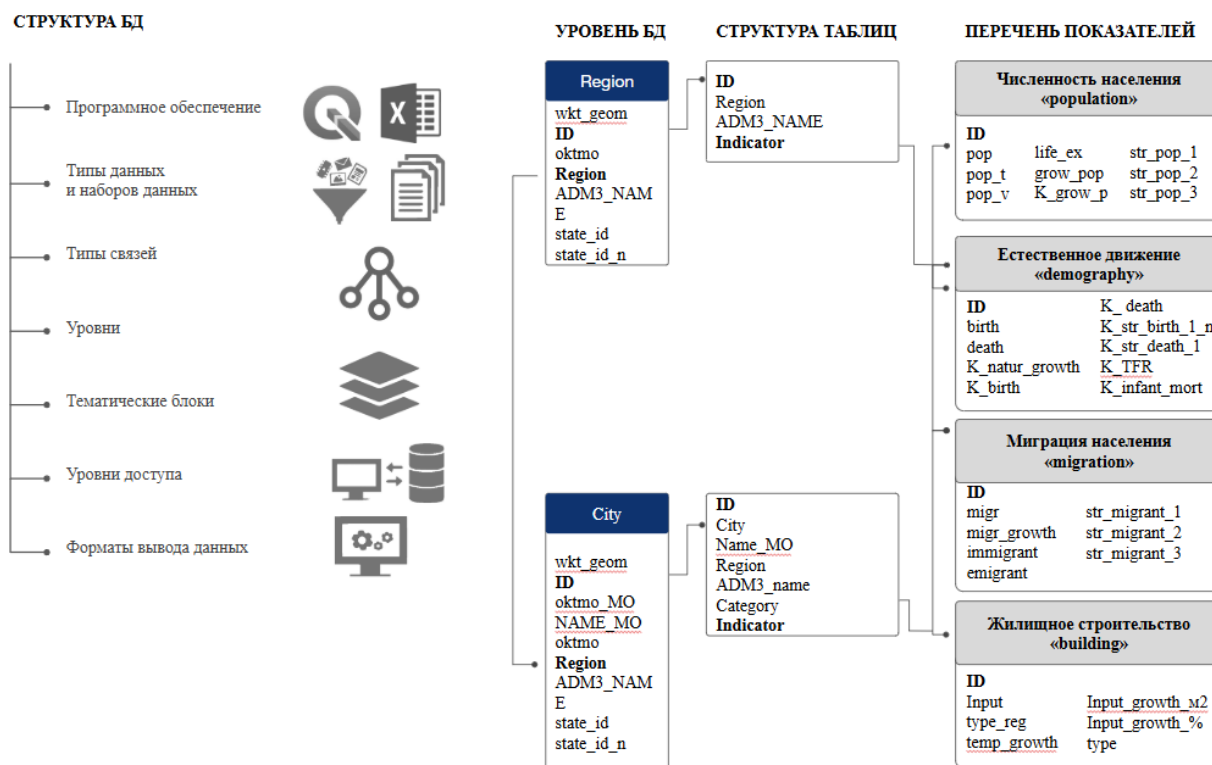 СТРУКТУРА БД
Программное обеспечение
X
Типы данных
и наборов данных
Типы связей
Уровни
Тематические блоки
Уровни доступа
Форматы вывода данных
УРОВЕНЬ БД
Region
wkt_geom
ID
oktmo
Region
ADM3_NAM
E
state_id
state_id_n
City
wkt_geom
ID
oktmo_MO
NAME_MO
oktmo
Region
ADM3_NAM
E
state_id
state_id_n
СТРУКТУРА ТАБЛИЦ
ID
Region
ADM3_NAME
Indicator
ID
City
Name_MO
Region
ADM3_name
Category
Indicator
ПЕРЕЧЕНЬ ПОКАЗАТЕЛЕЙ
Численность населения
«population»
ID
pop life_ex str_pop_1
pop_t grow_pop str_pop_2
pop_v K_grow_p str_pop_3
Естественное движение
«demography»
ID K_ death
birth K_str_birth_1_n
death K_str_death_1
K_natur_growth K_TFR
K_birth K_infant_mort
Миграция населения
«migration»
ID
migr str_migrant_1
migr_growth str_migrant_2
immigrant str_migrant_3
emigrant
Жилищное строительство
«building»
ID
Input Input_growth_м2
type_reg Input_growth_%
temp_growth type